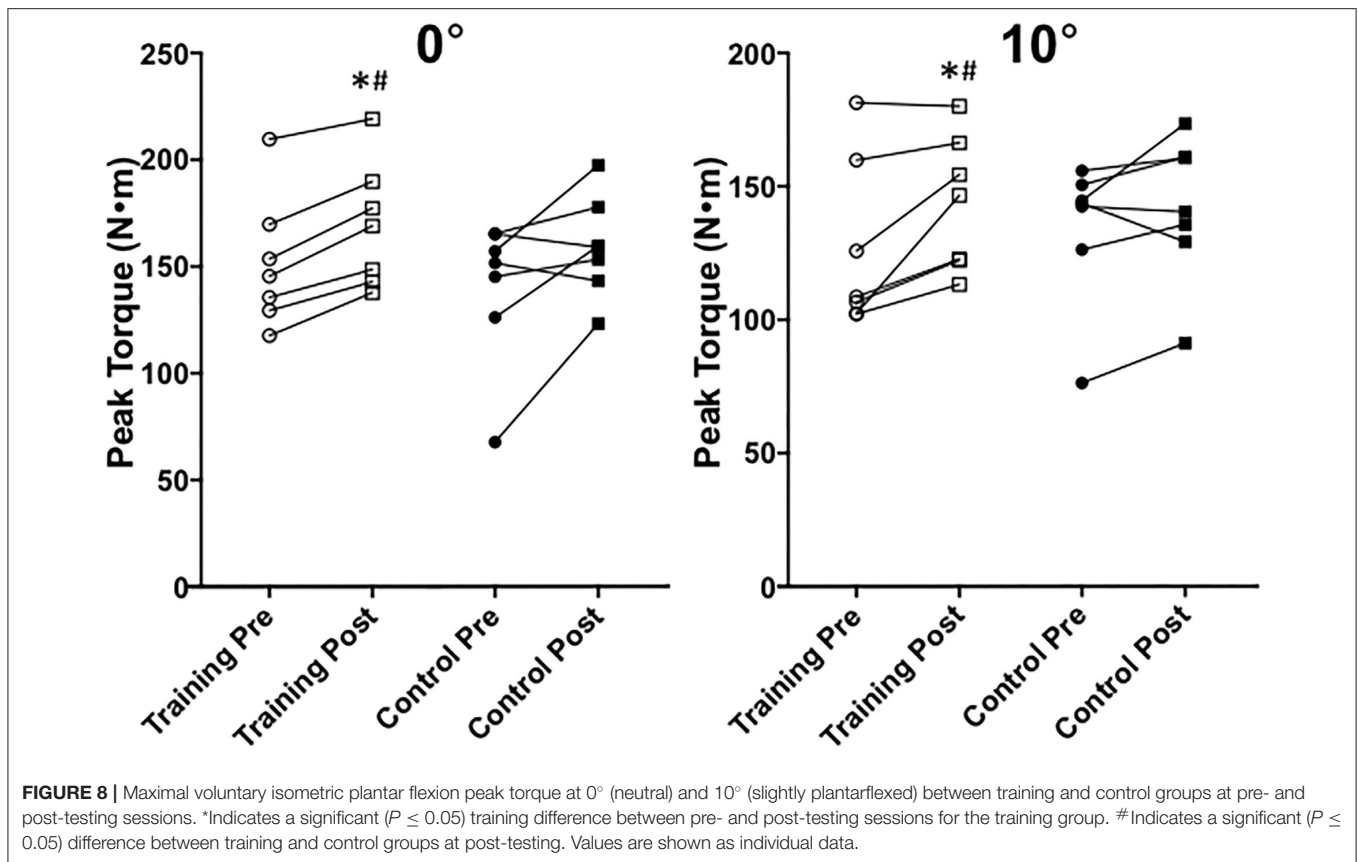 0°
Peak Torque (N•m)
250
200
150
100
50
0
*#
Training Pre
Training Post
Control Pre
Control Post
10°
Peak Torque (N•m)
200
150
100
50
0
*#
Training Pre
Training Post
Control Pre
Control Post
FIGURE 8 | Maximal voluntary isometric plantar flexion peak torque at 0° (neutral) and 10° (slightly plantarflexed) between training and control groups at pre- and
post-testing sessions. *Indicates a significant (P ≤ 0.05) training difference between pre- and post-testing sessions for the training group. #Indicates a significant (P ≤
0.05) difference between training and control groups at post-testing. Values are shown as individual data.